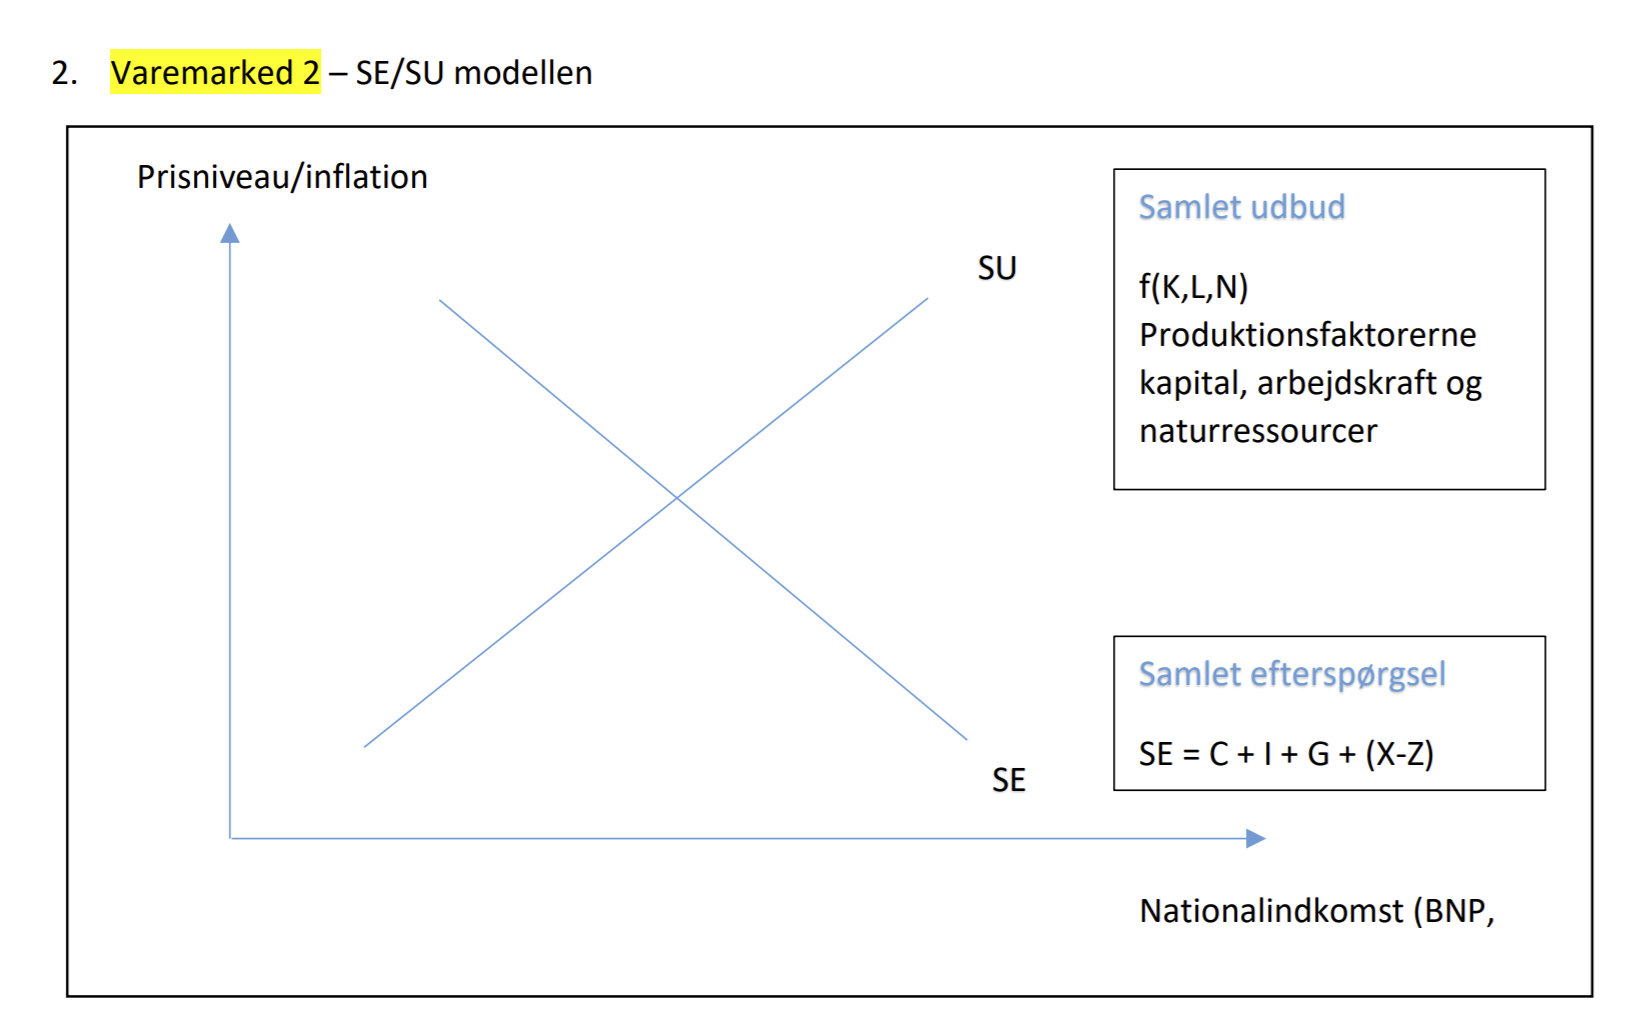 2. Varemarked 2 – SE/SU modellen
Prisniveau/inflation
SU
Samlet udbud
f(K,L,N)
Produktionsfaktorerne
kapital, arbejdskraft og
naturressourcer
Samlet efterspørgsel
SE = C + I + G + (X-Z)
SE
Nationalindkomst (BNP,